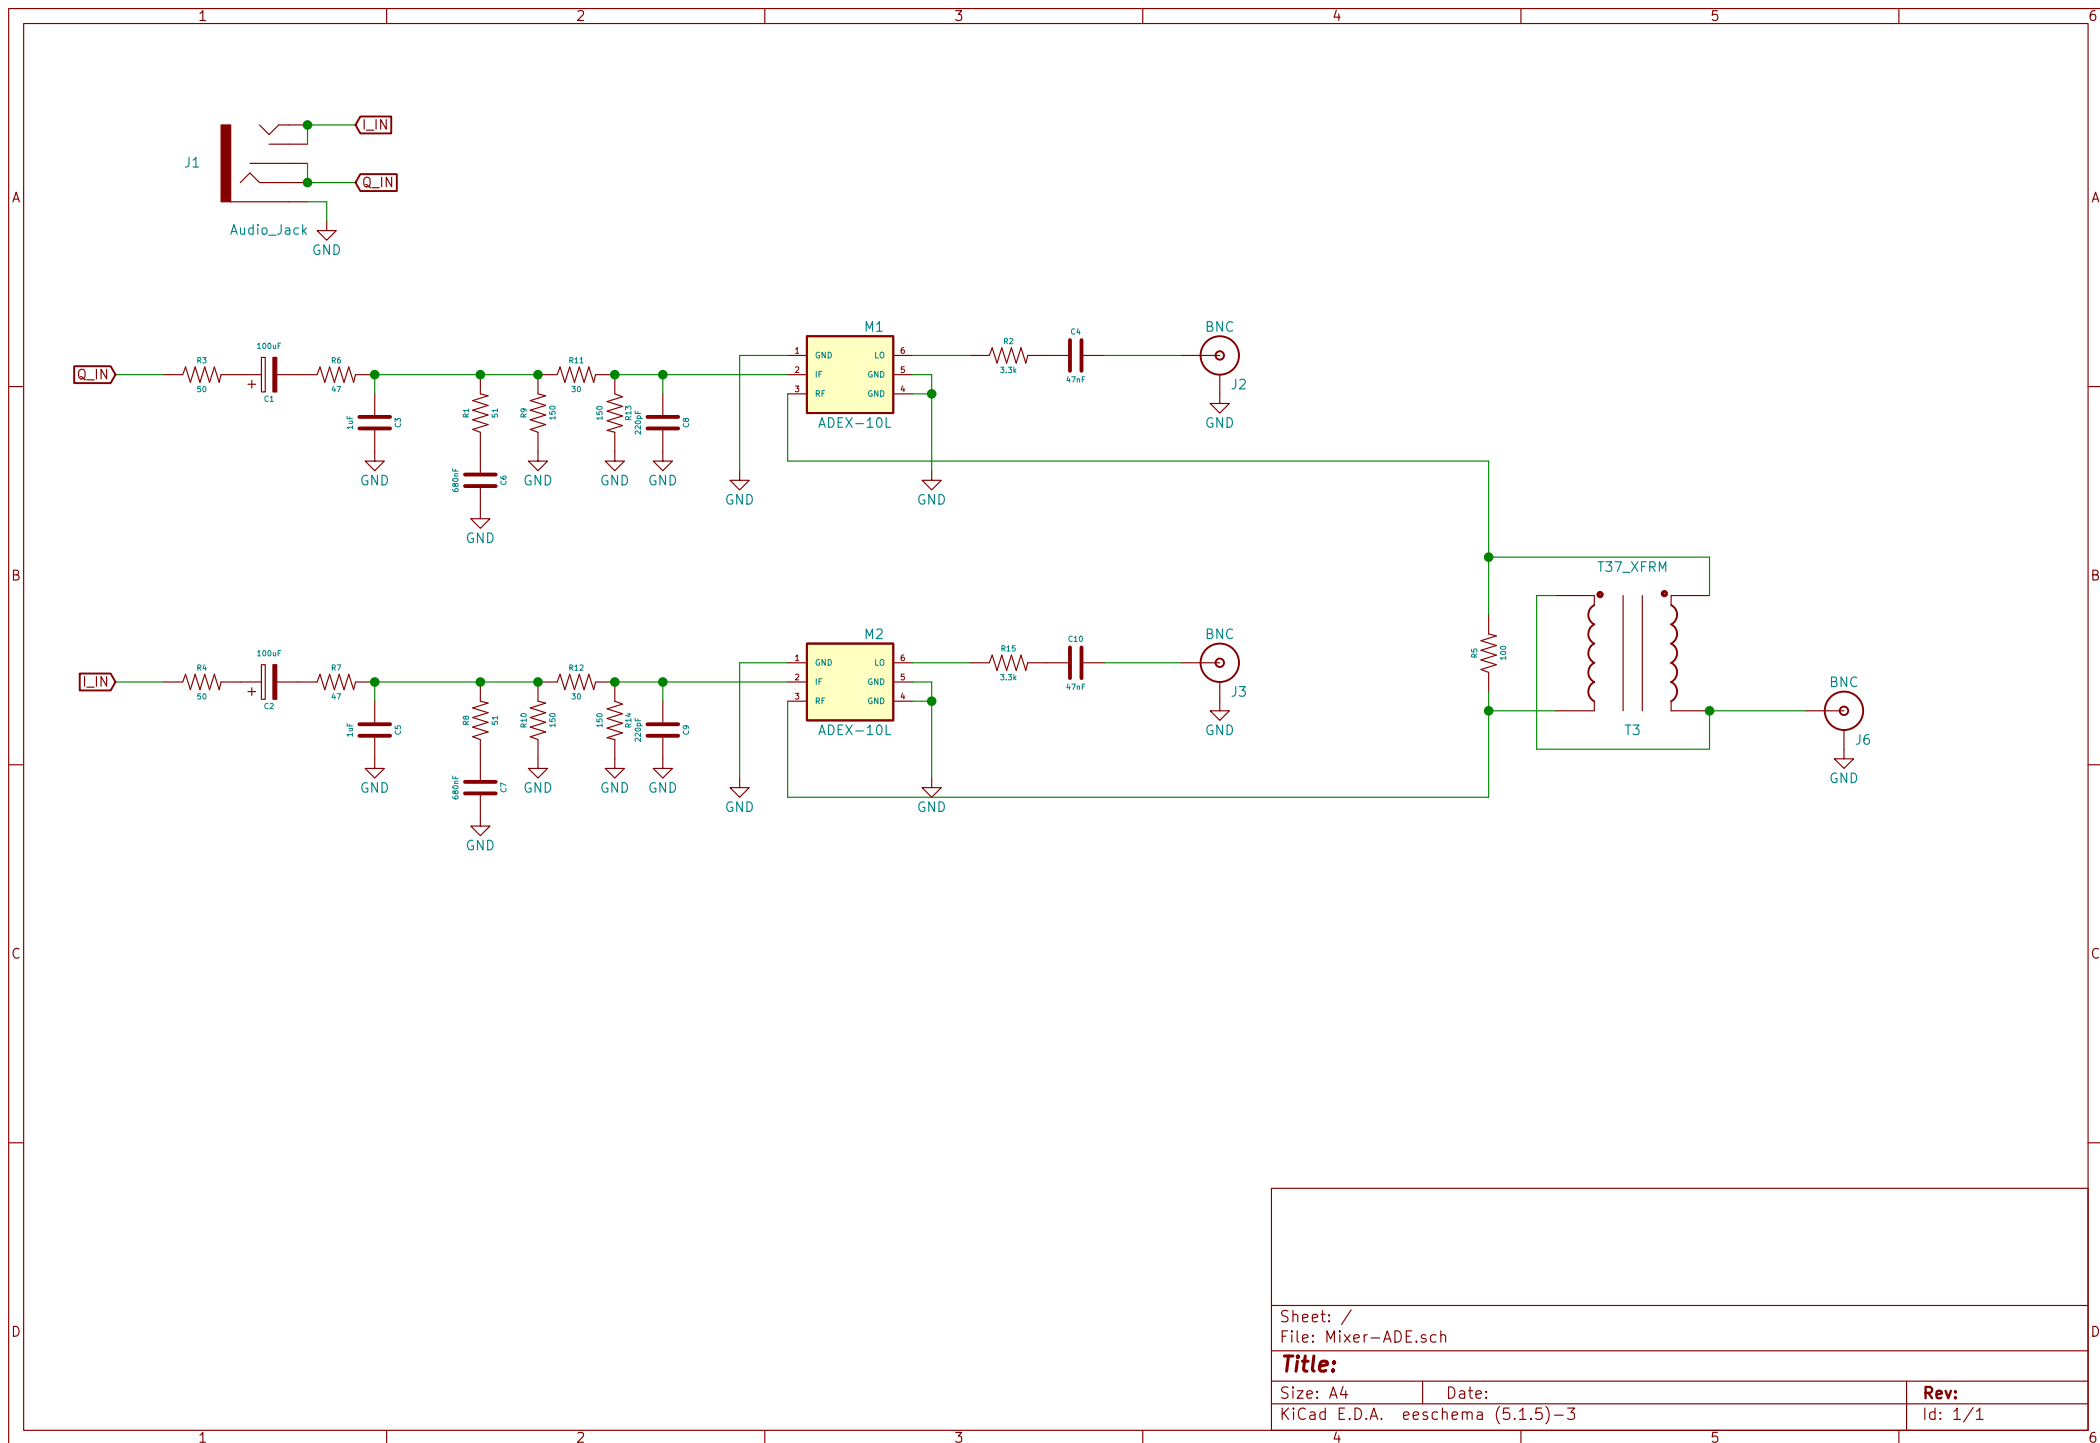 1 2 3 4 5 6
A A
B B
C C
D D
J1
I_IN
Q_IN
Audio_Jack
GND
Q_IN
R3
50
100uF
+
C1
R6
47
1uF
C3
GND
R1
51
680nF
C6
GND
R9
150
GND
R11
30
150
R13
GND
220pF
C8
GND
M1
1 GND LO 6
2 IF GND 5
3 RF GND 4
ADEX-10L
GND
GND
R2
3.3k
C4
47nF
BNC
J2
GND
I_IN
R4
50
100uF
+
C2
R7
47
1uF
C5
GND
R8
51
680nF
C7
GND
R10
150
GND
R12
30
150
R14
GND
220pF
C9
GND
M2
1 GND LO 6
2 IF GND 5
3 RF GND 4
ADEX-10L
GND
GND
R15
3.3k
C10
47nF
BNC
J3
GND
R5
100
T37_XFRM
T3
BNC
J6
GND
Sheet: /
File: Mixer-ADE.sch
Title:
Size: A4 Date: Rev:
KiCad E.D.A. eeschema (5.1.5)-3 Id: 1/1
1 2 3 4 5 6